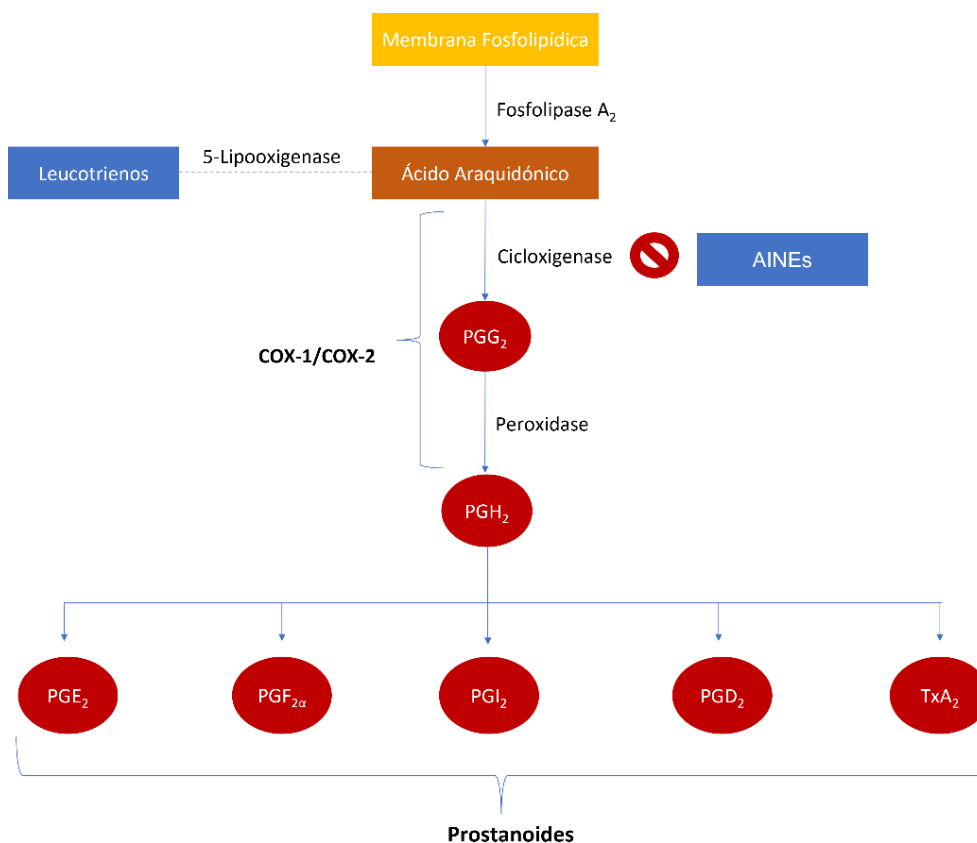 Membrana Fosfolipídica
Fosfolipase A₂
5-Lipooxigenase
Leucotrienos
Ácido Araquidónico
Cicloxigenase
AINEs
PGG₂
COX-1/COX-2
Peroxidase
PGH₂
PGE₂
PGF₂α
PGI₂
PGD₂
TxA₂
Prostanoides